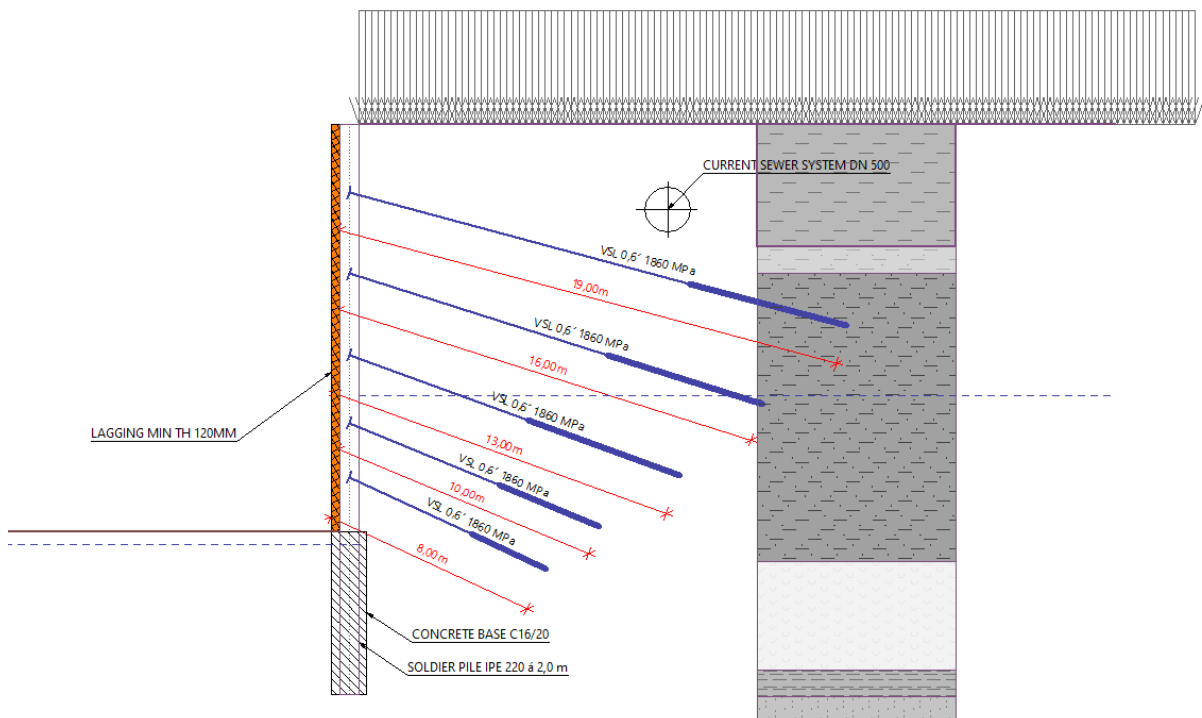 CURRENT SEWER SYSTEM DN 500
VSL 0,6´ 1860 MPa
19,00m
VSL 0,6´ 1860 MPa
16,00m
VSL 0,6´ 1860 MPa
13,00m
LAGGING MIN TH 120MM
VSL 0,6´ 1860 MPa
10,00m
VSL 0,6´ 1860 MPa
8,00m
CONCRETE BASE C16/20
SOLDIER PILE IPE 220 á 2,0 m